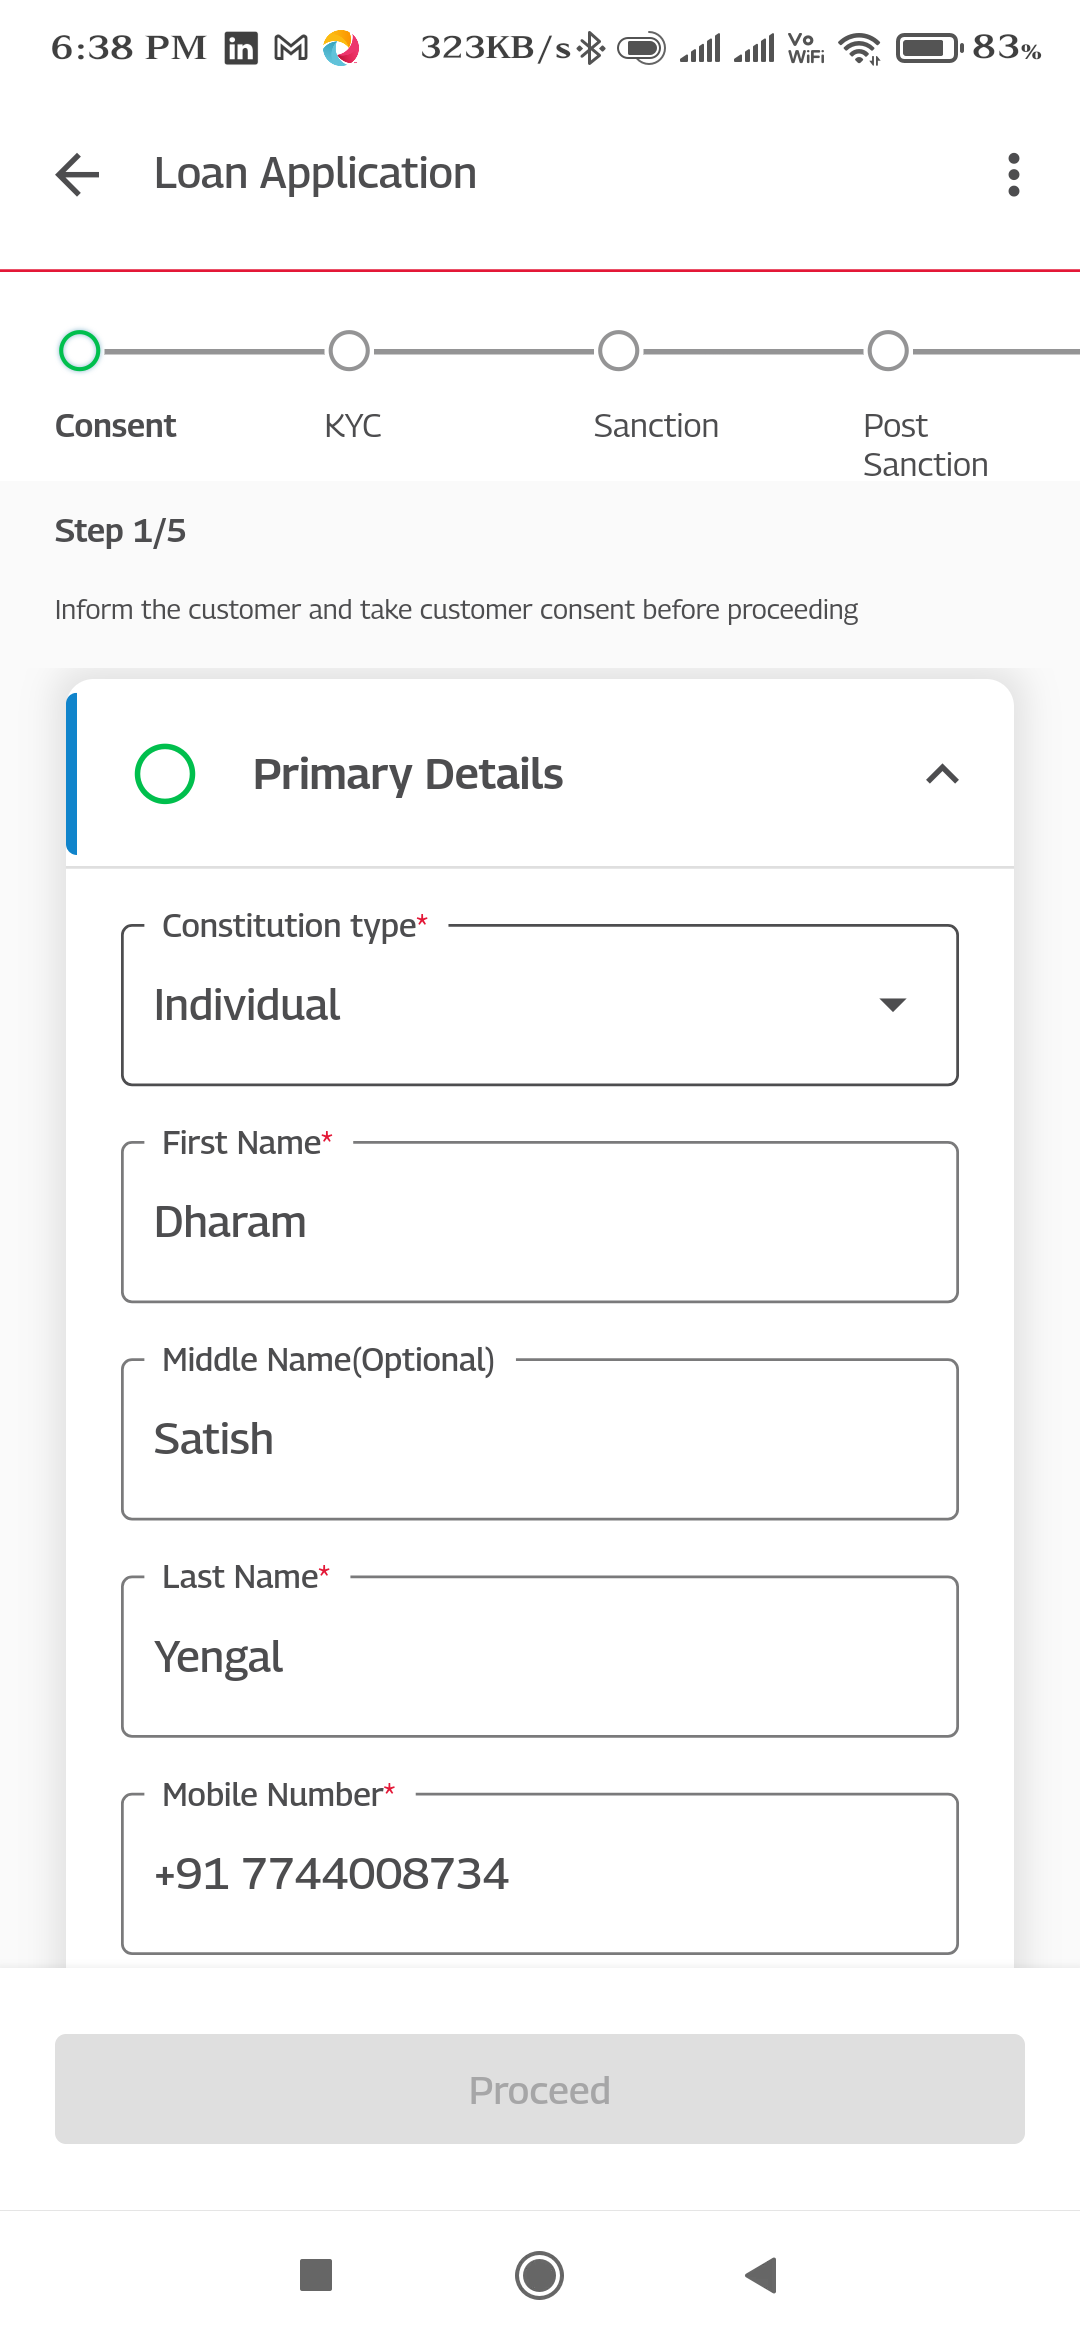 6:38 PM 323KB/s Vo WiFi 83%
Loan Application
Consent KYC Sanction Post Sanction
Step 1/5
Inform the customer and take customer consent before proceeding
Primary Details
Constitution type*
Individual
First Name*
Dharam
Middle Name(Optional)
Satish
Last Name*
Yengal
Mobile Number*
+91 7744008734
Proceed